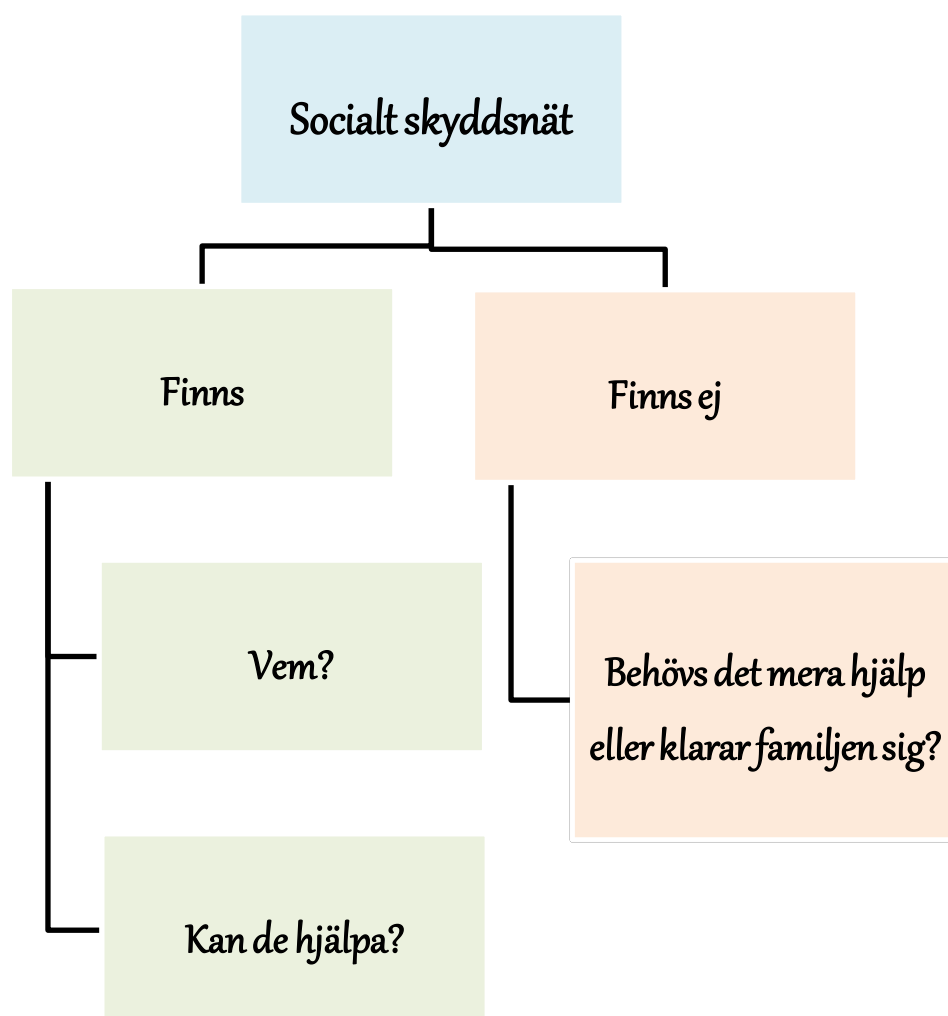 Socialt skyddsnät
Finns
Finns ej
Vem?
Behövs det mera hjälp
eller klarar familjen sig?
Kan de hjälpa?